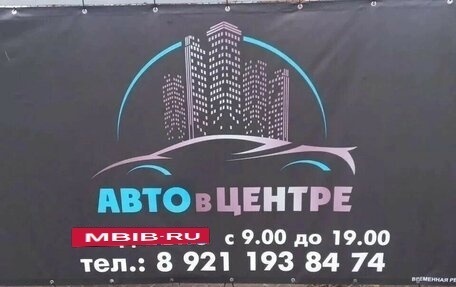 АВТО В ЦЕНТРЕ
MBIB-RU с 9.00 до 19.00
тел.: 8 921 193 84 74